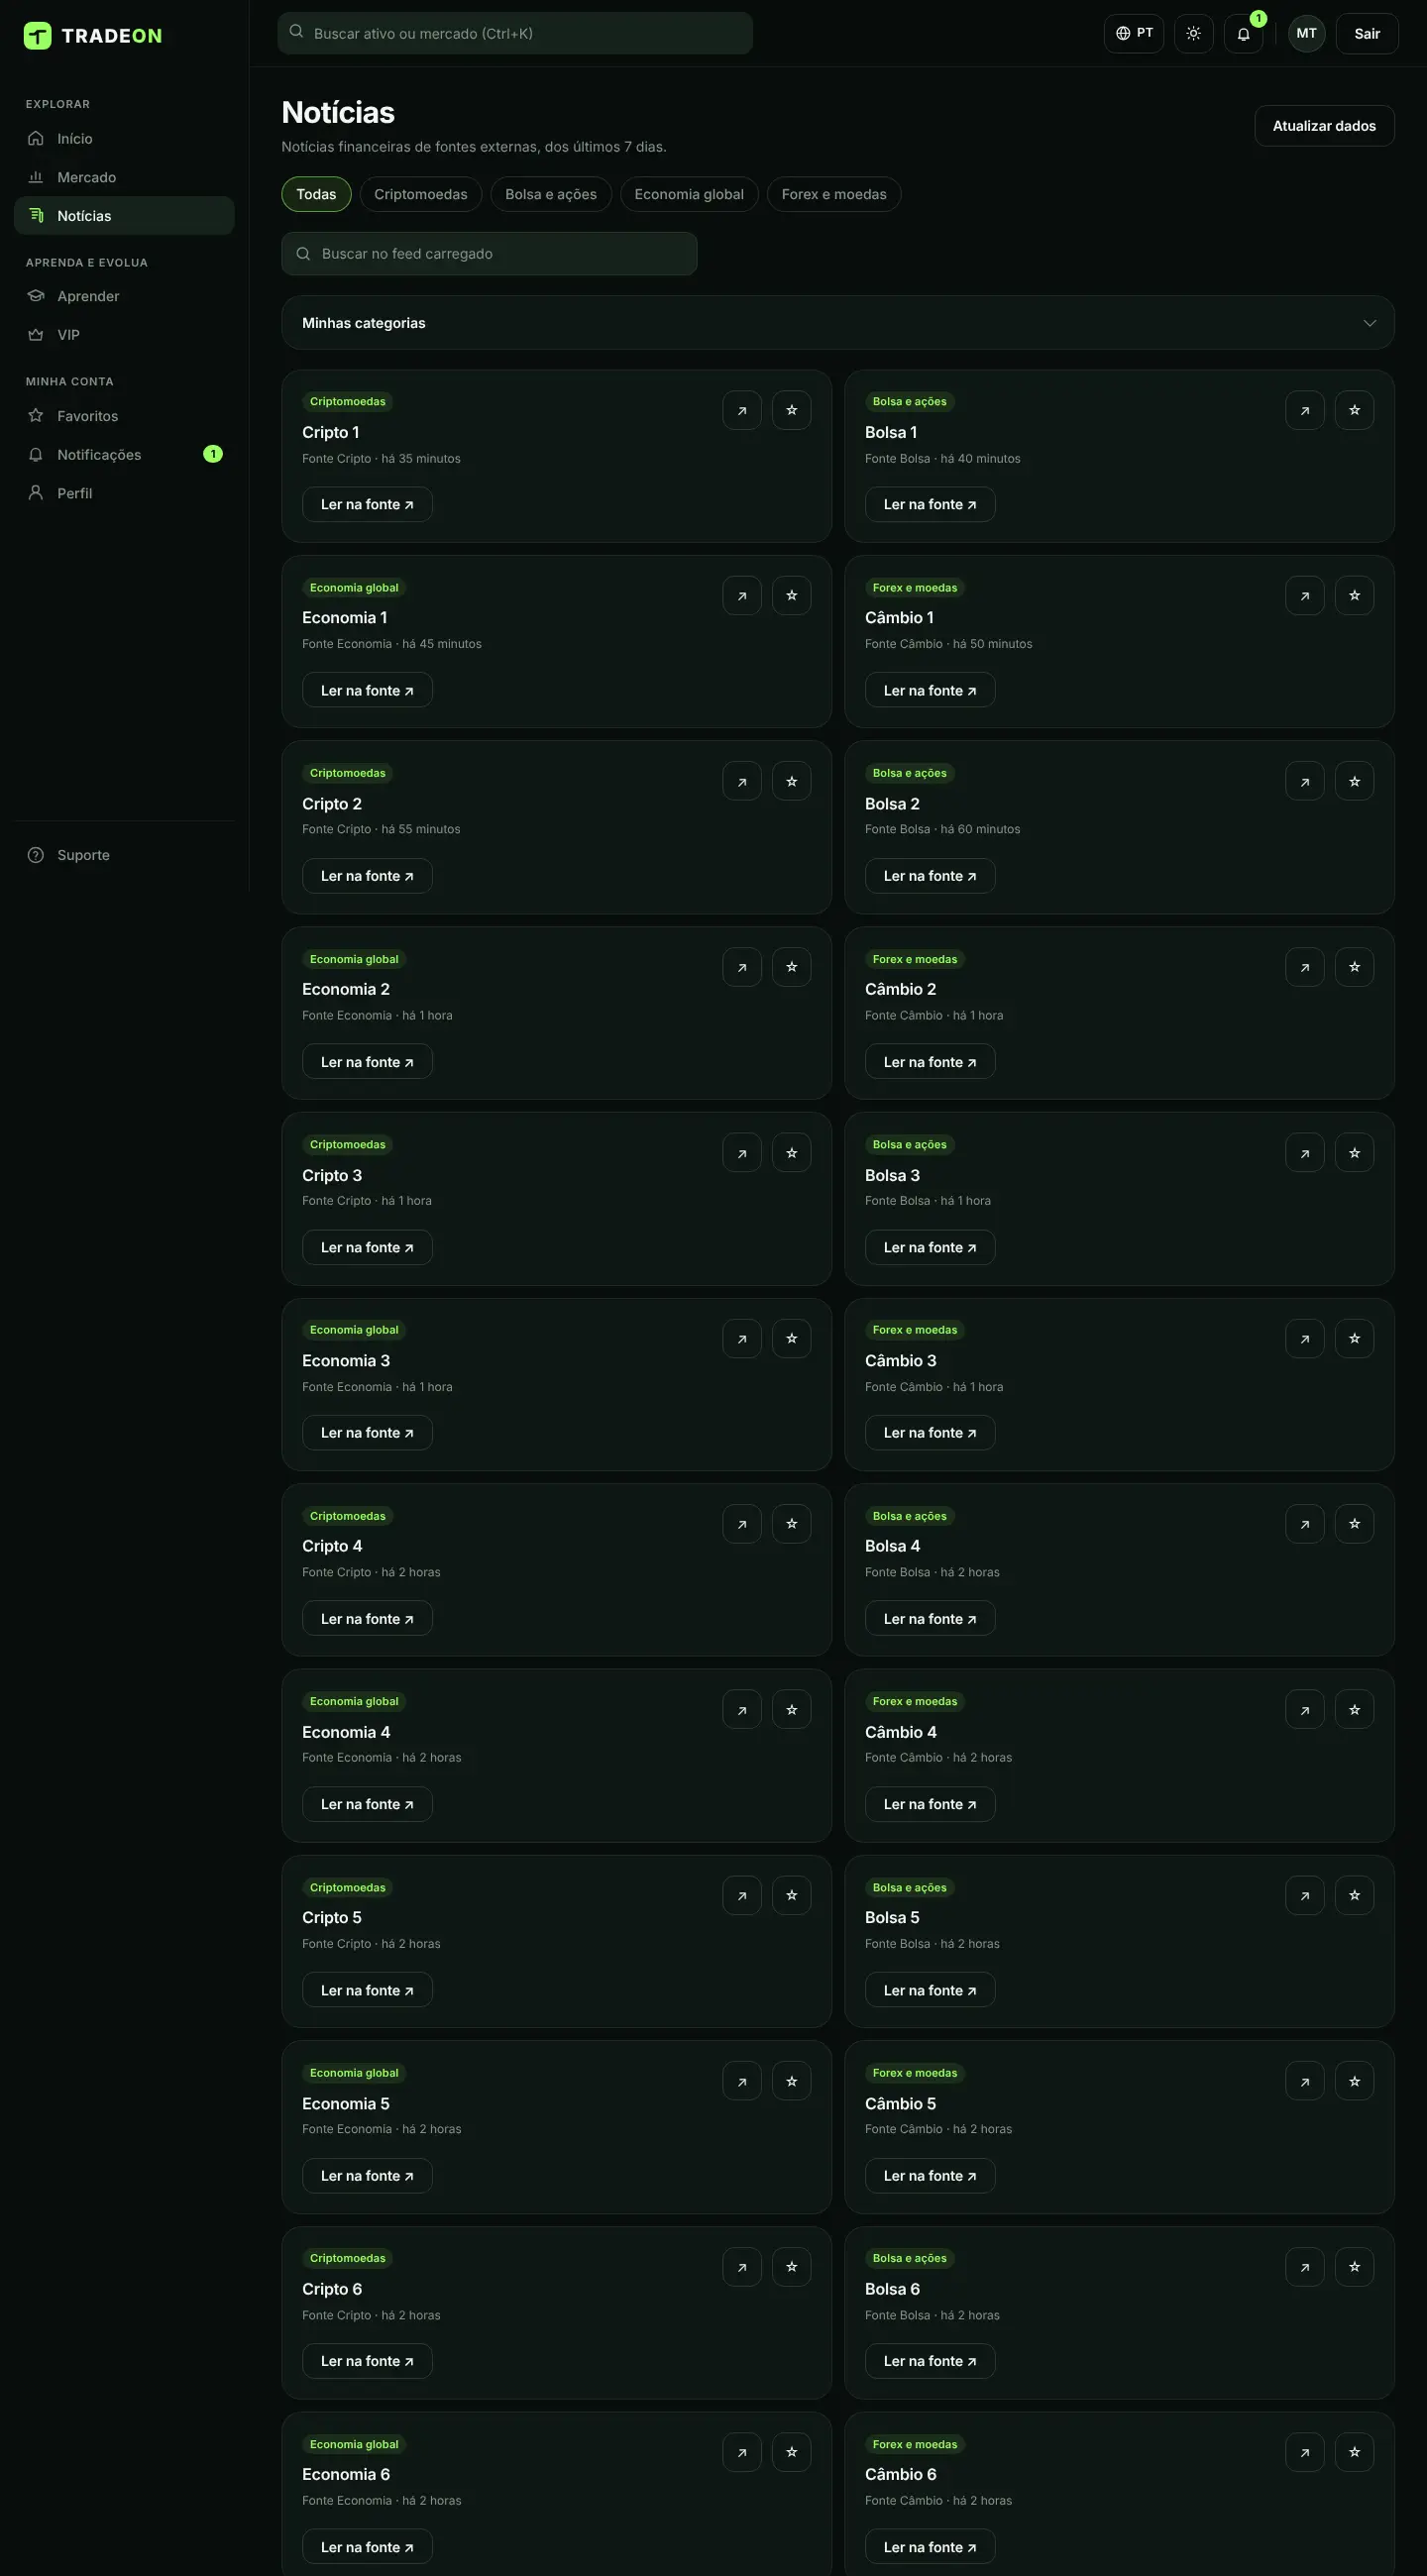 TRADEON
Buscar ativo ou mercado (Ctrl+K)
PT
1
MT
Sair
EXPLORAR
Início
Mercado
Notícias
APRENDA E EVOLUA
Aprender
VIP
MINHA CONTA
Favoritos
Notificações
1
Perfil
Suporte
Notícias
Notícias financeiras de fontes externas, dos últimos 7 dias.
Atualizar dados
Todas
Criptomoedas
Bolsa e ações
Economia global
Forex e moedas
Buscar no feed carregado
Minhas categorias
Criptomoedas
Cripto 1
Fonte Cripto · há 35 minutos
Ler na fonte ↗
Bolsa e ações
Bolsa 1
Fonte Bolsa · há 40 minutos
Ler na fonte ↗
Economia global
Economia 1
Fonte Economia · há 45 minutos
Ler na fonte ↗
Forex e moedas
Câmbio 1
Fonte Câmbio · há 50 minutos
Ler na fonte ↗
Criptomoedas
Cripto 2
Fonte Cripto · há 55 minutos
Ler na fonte ↗
Bolsa e ações
Bolsa 2
Fonte Bolsa · há 60 minutos
Ler na fonte ↗
Economia global
Economia 2
Fonte Economia · há 1 hora
Ler na fonte ↗
Forex e moedas
Câmbio 2
Fonte Câmbio · há 1 hora
Ler na fonte ↗
Criptomoedas
Cripto 3
Fonte Cripto · há 1 hora
Ler na fonte ↗
Bolsa e ações
Bolsa 3
Fonte Bolsa · há 1 hora
Ler na fonte ↗
Economia global
Economia 3
Fonte Economia · há 1 hora
Ler na fonte ↗
Forex e moedas
Câmbio 3
Fonte Câmbio · há 1 hora
Ler na fonte ↗
Criptomoedas
Cripto 4
Fonte Cripto · há 2 horas
Ler na fonte ↗
Bolsa e ações
Bolsa 4
Fonte Bolsa · há 2 horas
Ler na fonte ↗
Economia global
Economia 4
Fonte Economia · há 2 horas
Ler na fonte ↗
Forex e moedas
Câmbio 4
Fonte Câmbio · há 2 horas
Ler na fonte ↗
Criptomoedas
Cripto 5
Fonte Cripto · há 2 horas
Ler na fonte ↗
Bolsa e ações
Bolsa 5
Fonte Bolsa · há 2 horas
Ler na fonte ↗
Economia global
Economia 5
Fonte Economia · há 2 horas
Ler na fonte ↗
Forex e moedas
Câmbio 5
Fonte Câmbio · há 2 horas
Ler na fonte ↗
Criptomoedas
Cripto 6
Fonte Cripto · há 2 horas
Ler na fonte ↗
Bolsa e ações
Bolsa 6
Fonte Bolsa · há 2 horas
Ler na fonte ↗
Economia global
Economia 6
Fonte Economia · há 2 horas
Ler na fonte ↗
Forex e moedas
Câmbio 6
Fonte Câmbio · há 2 horas
Ler na fonte ↗